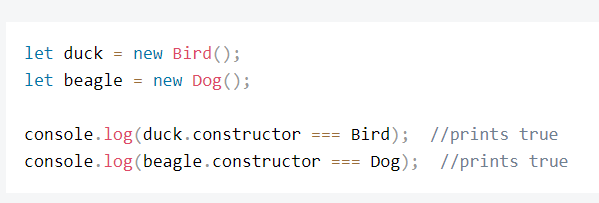 let duck = new Bird();
let beagle = new Dog();
console.log(duck.constructor === Bird);  //prints true
console.log(beagle.constructor === Dog);  //prints true